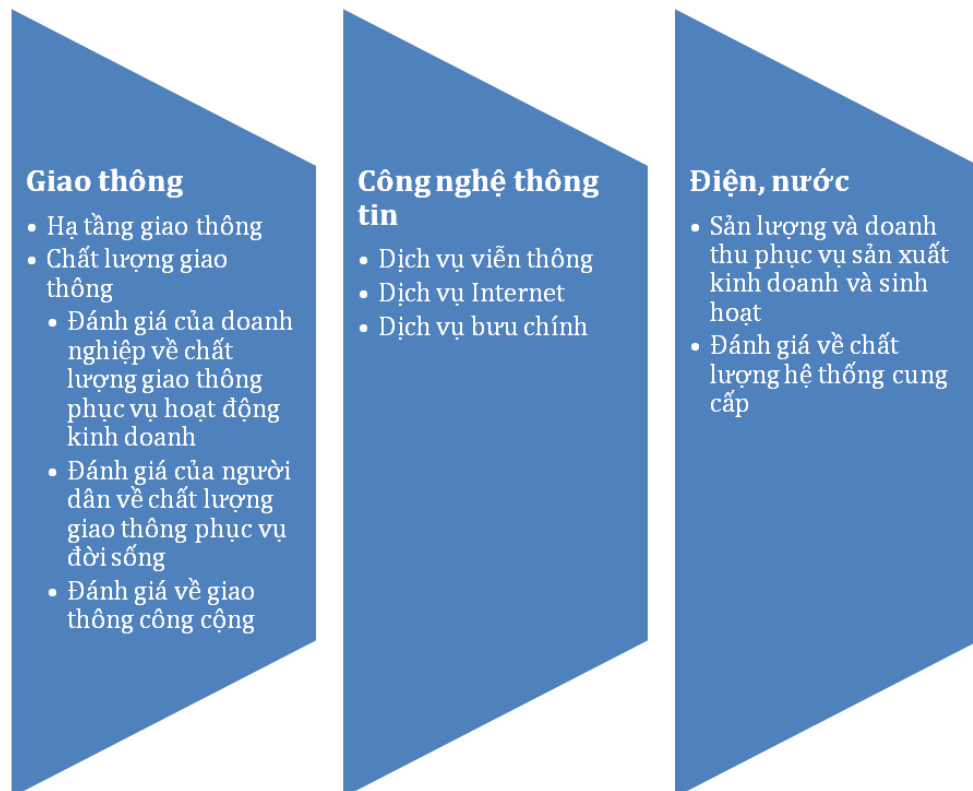 Giao thông
• Hạ tầng giao thông
• Chất lượng giao
thông
• Đánh giá của doanh
nghiệp về chất
lượng giao thông
phục vụ hoạt động
kinh doanh
• Đánh giá của người
dân về chất lượng
giao thông phục vụ
đời sống
• Đánh giá về giao
thông công cộng
Công nghệ thông
tin
• Dịch vụ viễn thông
• Dịch vụ Internet
• Dịch vụ bưu chính
Điện, nước
• Sản lượng và doanh
thu phục vụ sản xuất
kinh doanh và sinh
hoạt
• Đánh giá về chất
lượng hệ thống cung
cấp